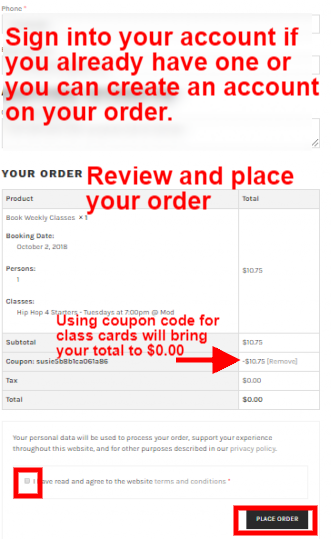 Phone *
Sign into your account if
you already have one or
you can create an account
on your order.
YOUR ORDER
Review and place
your order
Product Total
Book Weekly Classes × 1
Booking Date:
October 2, 2018
Persons:
1
$10.75
Classes:
Hip Hop 4 Starters - Tuesdays at 7:00pm @ Mod
Using coupon code for
class cards will bring
your total to $0.00
Subtotal $10.75
Coupon: susie5b8b1ca061a86 -$10.75 [Remove]
Tax $0.00
Total $0.00
Your personal data will be used to process your order, support your experience
throughout this website, and for other purposes described in our privacy policy.
I have read and agree to the website terms and conditions *
PLACE ORDER